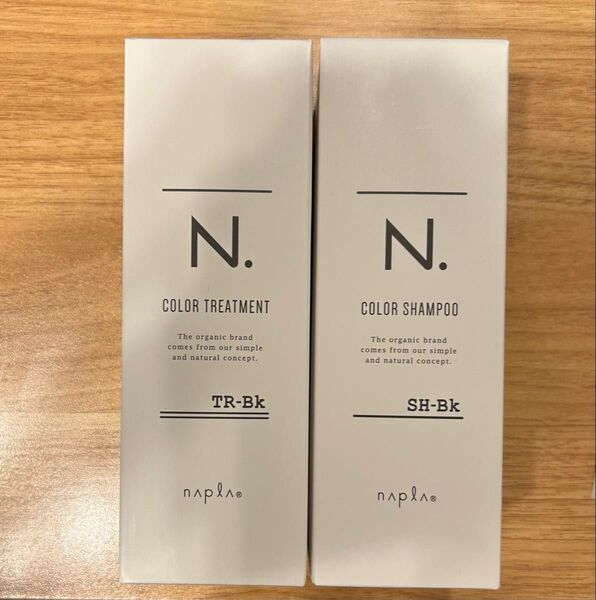 N.
COLOR TREATMENT
The organic brand
comes from our simple
and natural concept.
TR-Bk
napla®
N.
COLOR SHAMPOO
The organic brand
comes from our simple
and natural concept.
SH-Bk
napla®